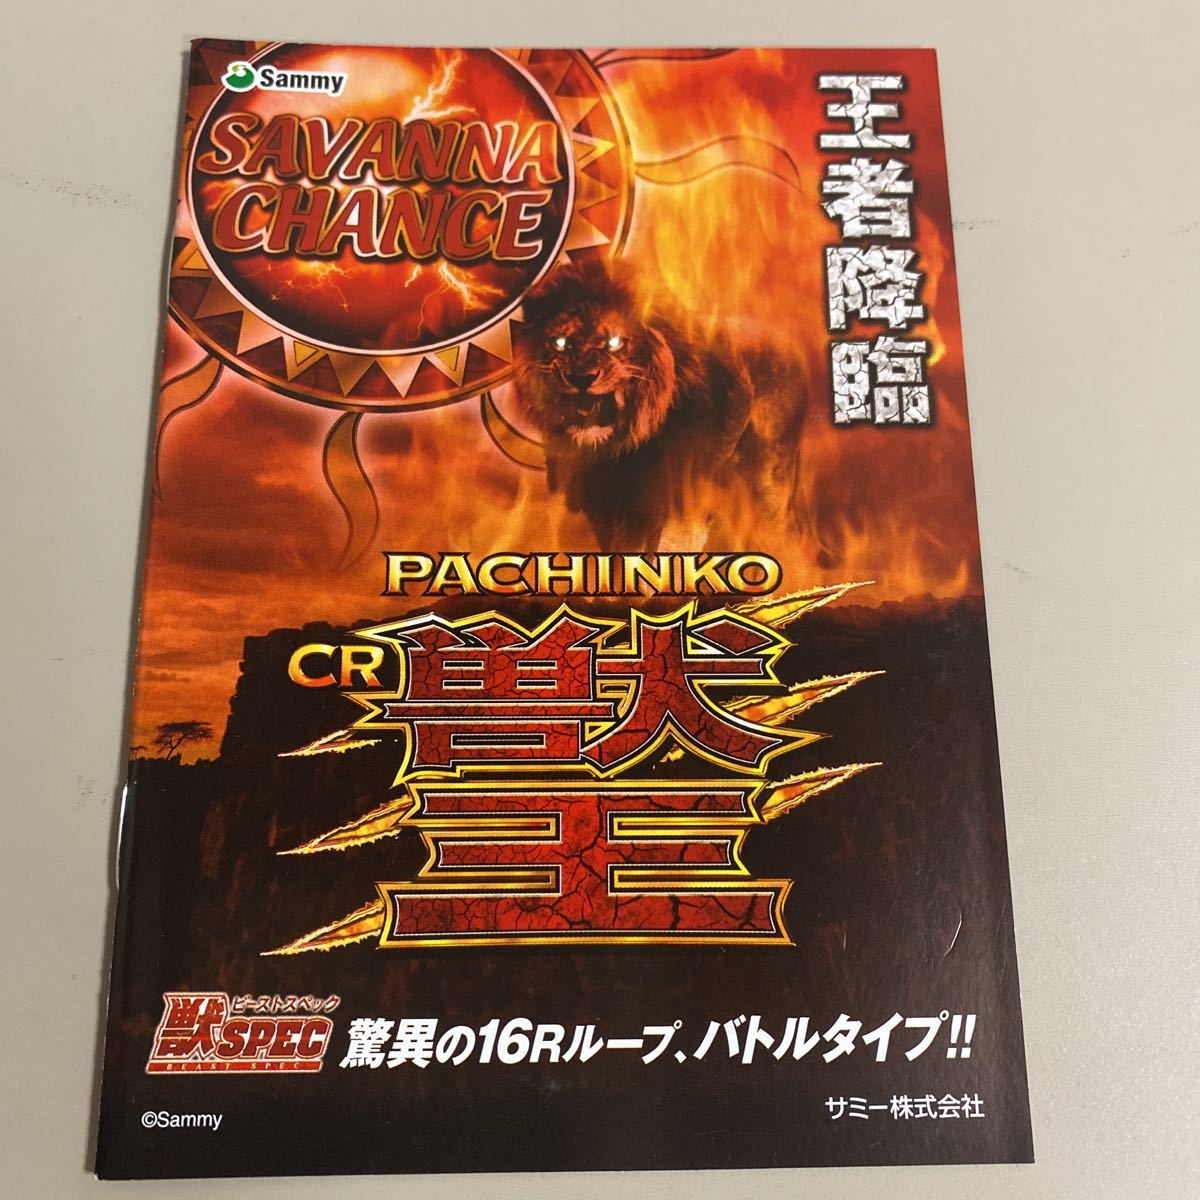 Sammy
SAVANNA
CHANCE
王者降臨
PACHINKO
CR
獣王
ビーストスペック
獣SPEC
BEAST SPEC
驚異の16Rループ、バトルタイプ!!
©Sammy
サミー株式会社